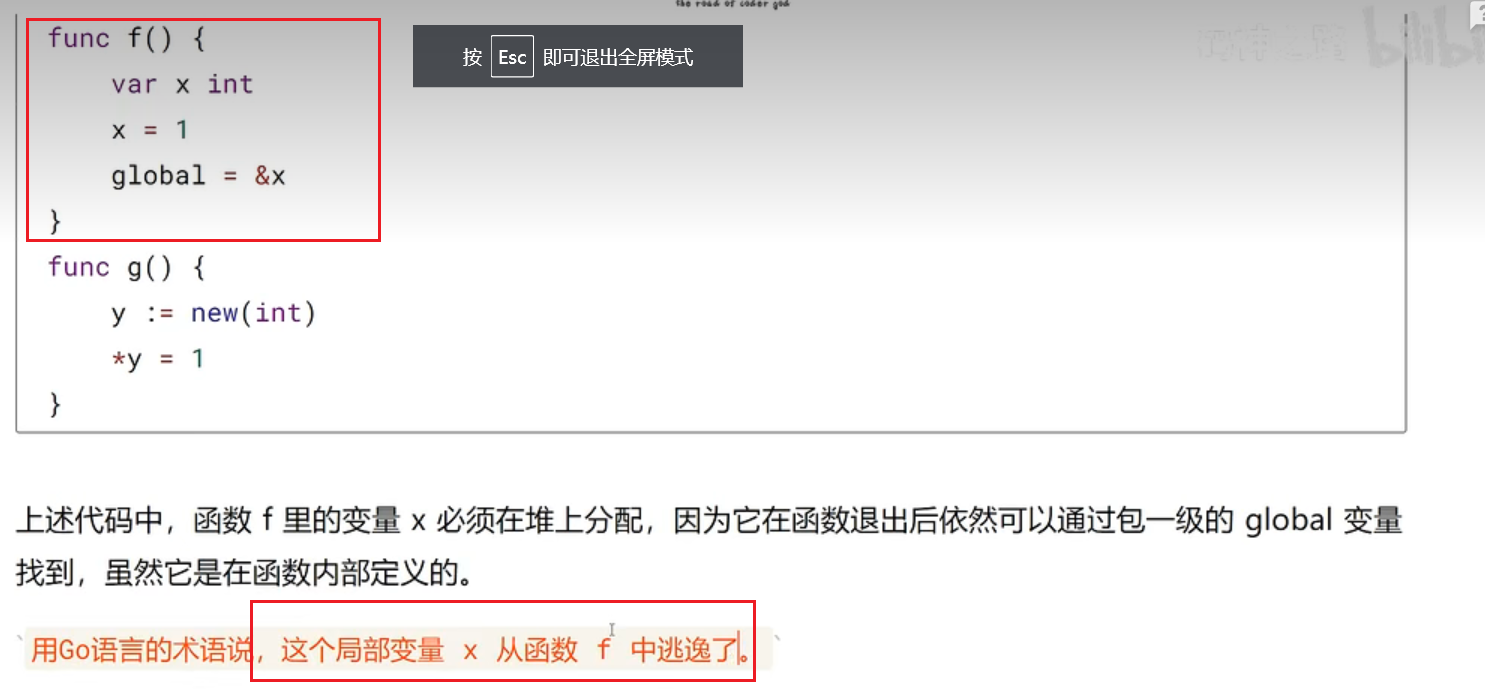 the road of coder god
func f() {
按 Esc 即可退出全屏模式
var x int
x = 1
global = &x
}
func g() {
y := new(int)
*y = 1
}
上述代码中，函数 f 里的变量 x 必须在堆上分配，因为它在函数退出后依然可以通过包一级的 global 变量
找到，虽然它是在函数内部定义的。
`用Go语言的术语说，这个局部变量 x 从函数 f 中逃逸了。`